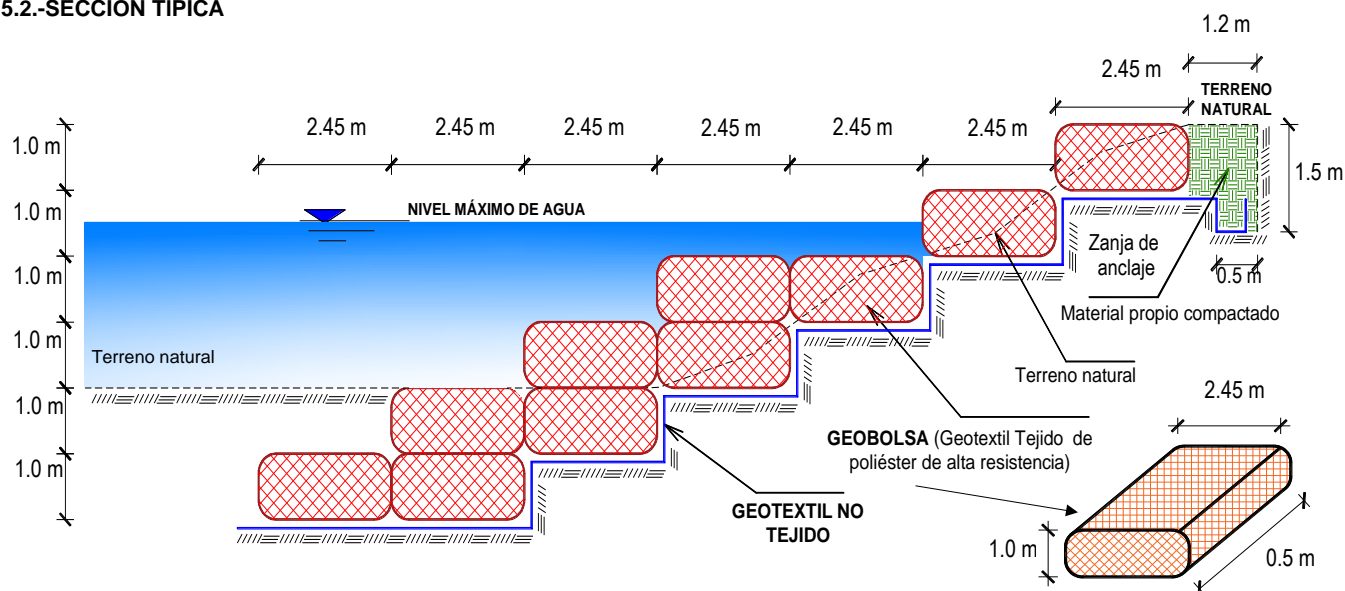 5.2.-SECCION TIPICA
1.2 m
2.45 m
TERRENO
NATURAL
2.45 m
2.45 m
2.45 m
2.45 m
2.45 m
2.45 m
1.0 m
1.5 m
1.0 m
NIVEL MÁXIMO DE AGUA
1.0 m
Zanja de
anclaje
0.5 m
Material propio compactado
1.0 m
Terreno natural
Terreno natural
1.0 m
2.45 m
GEOBOLSA (Geotextil Tejido de
poliéster de alta resistencia)
1.0 m
GEOTEXTIL NO
TEJIDO
1.0 m
0.5 m